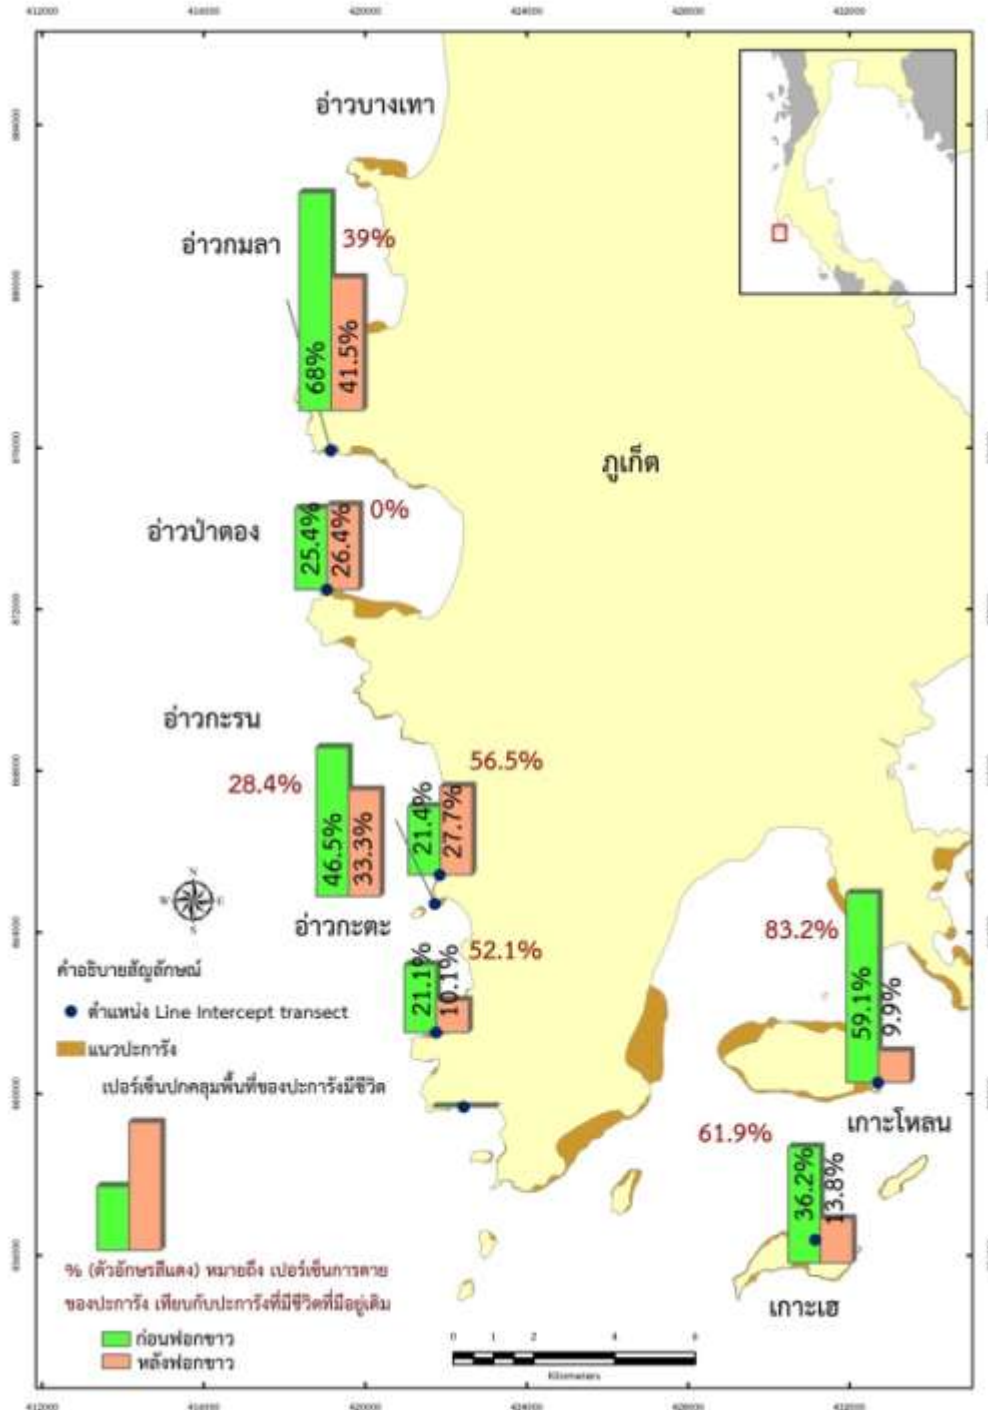 412000 416000 420000 424000 428000 432000
อ่าวบางเทา
อ่าวกมลา
39%
68%
41.5%
ภูเก็ต
อ่าวป่าตอง
25.4%
26.4%
0%
อ่าวกะรน
28.4%
46.5%
33.3%
56.5%
21.4%
27.7%
อ่าวกะตะ
52.1%
21.1%
10.1%
83.2%
59.1%
9.9%
เกาะโหลน
61.9%
36.2%
13.8%
เกาะเฮ
N
W E
S
คำอธิบายสัญลักษณ์
ตำแหน่ง Line Intercept transect
แนวปะการัง
เปอร์เซ็นปกคลุมพื้นที่ของปะการังมีชีวิต
% (ตัวอักษรสีแดง) หมายถึง เปอร์เซ็นการตาย
ของปะการัง เทียบกับปะการังที่มีชีวิตที่มีอยู่เดิม
ก่อนฟอกขาว
หลังฟอกขาว
0 1 2 4 6
Kilometers
412000 416000 420000 424000 428000 432000